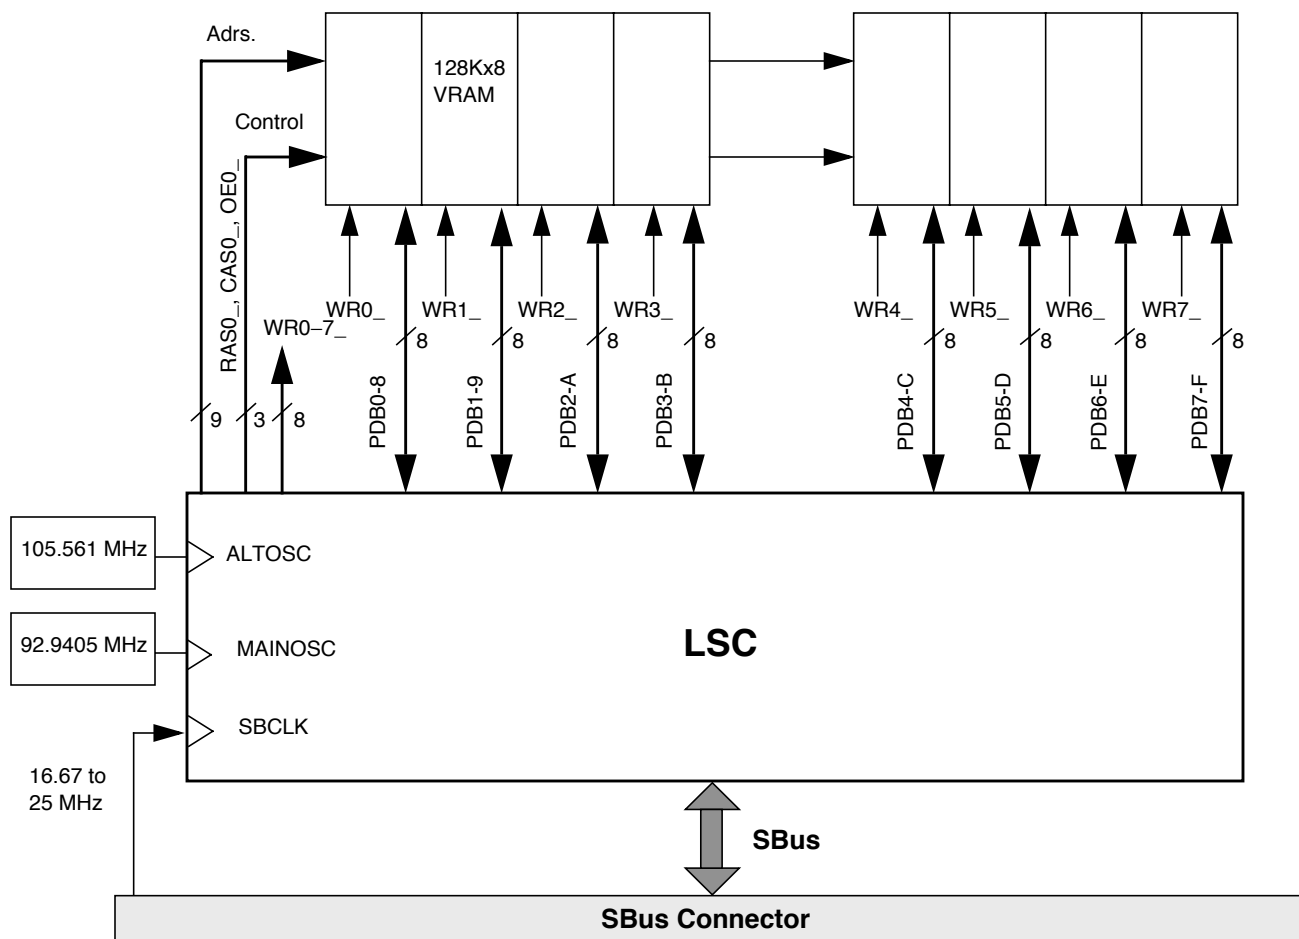 Adrs.
128Kx8
VRAM
Control
RAS0_, CAS0_, OE0_
WR0–7_
WR0_
WR1_
WR2_
WR3_
WR4_
WR5_
WR6_
WR7_
8
8
8
8
8
8
8
8
PDB0-8
PDB1-9
PDB2-A
PDB3-B
PDB4-C
PDB5-D
PDB6-E
PDB7-F
9
3
8
105.561 MHz
ALTOSC
92.9405 MHz
MAINOSC
LSC
SBCLK
16.67 to
25 MHz
SBus
SBus Connector